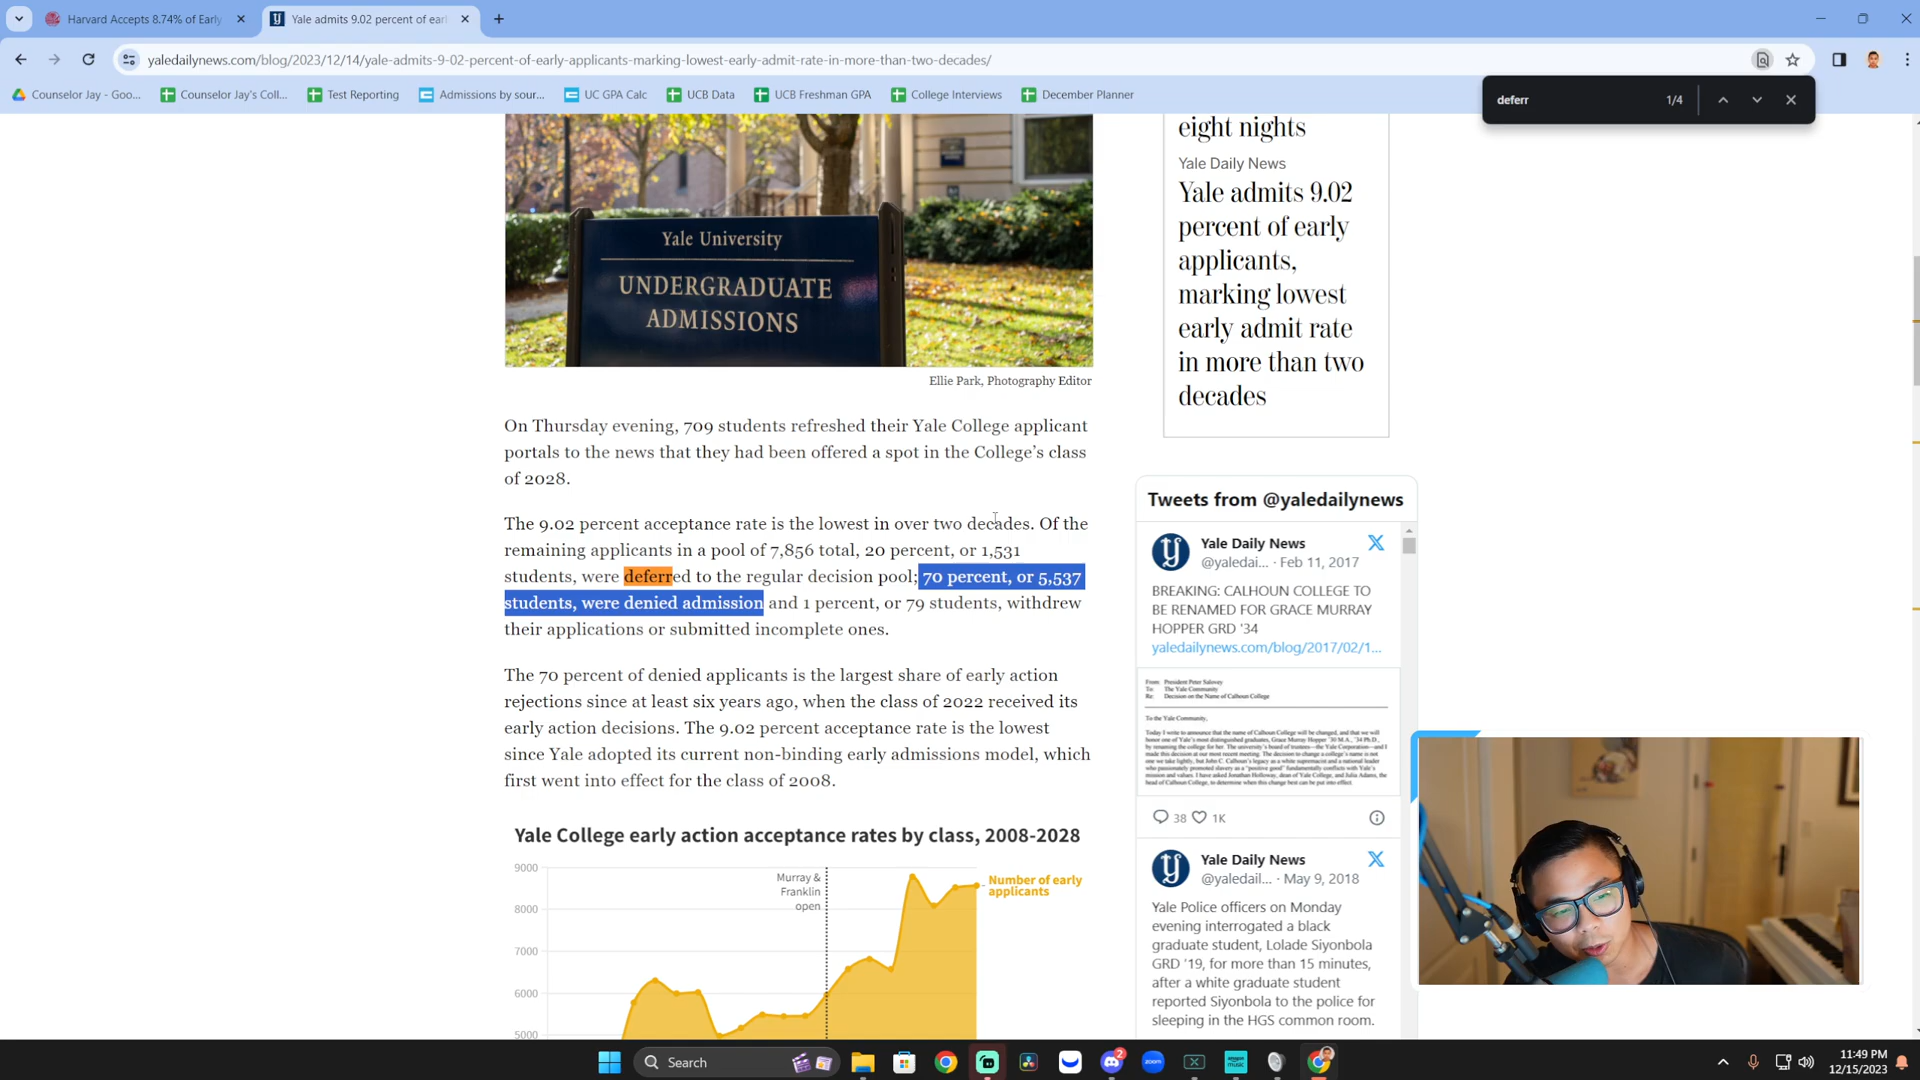 Harvard Accepts 8.74% of Early
Yale admits 9.02 percent of earl
yaledailynews.com/blog/2023/12/14/yale-admits-9-02-percent-of-early-applicants-marking-lowest-early-admit-rate-in-more-than-two-decades/
Counselor Jay - Goo...
Counselor Jay's Coll...
Test Reporting
Admissions by sour...
UC GPA Calc
UCB Data
UCB Freshman GPA
College Interviews
December Planner
deferr
1/4
Yale University
UNDERGRADUATE
ADMISSIONS
Ellie Park, Photography Editor
On Thursday evening, 709 students refreshed their Yale College applicant
portals to the news that they had been offered a spot in the College's class
of 2028.
The 9.02 percent acceptance rate is the lowest in over two decades. Of the
remaining applicants in a pool of 7,856 total, 20 percent, or 1,531
students, were deferred to the regular decision pool; 70 percent, or 5,537
students, were denied admission and 1 percent, or 79 students, withdrew
their applications or submitted incomplete ones.
The 70 percent of denied applicants is the largest share of early action
rejections since at least six years ago, when the class of 2022 received its
early action decisions. The 9.02 percent acceptance rate is the lowest
since Yale adopted its current non-binding early admissions model, which
first went into effect for the class of 2008.
Yale College early action acceptance rates by class, 2008-2028
9000
8000
7000
6000
5000
Murray &
Franklin
open
Number of early
applicants
eight nights
Yale Daily News
Yale admits 9.02
percent of early
applicants,
marking lowest
early admit rate
in more than two
decades
Tweets from @yaledailynews
Yale Daily News
@yaledai... · Feb 11, 2017
BREAKING: CALHOUN COLLEGE TO
BE RENAMED FOR GRACE MURRAY
HOPPER GRD '34
yaledailynews.com/blog/2017/02/1...
From: President Peter Salovey
To: The Yale Community,
Re: Decision on the Name of Calhoun College
To the Yale Community,
38
1K
Yale Daily News
@yaledail... · May 9, 2018
Yale Police officers on Monday
evening interrogated a black
graduate student, Lolade Siyonbola
GRD '19, for more than 15 minutes,
after a white graduate student
reported Siyonbola to the police for
sleeping in the HGS common room.
Search
2
zoom
amazon
music
11:49 PM
12/15/2023